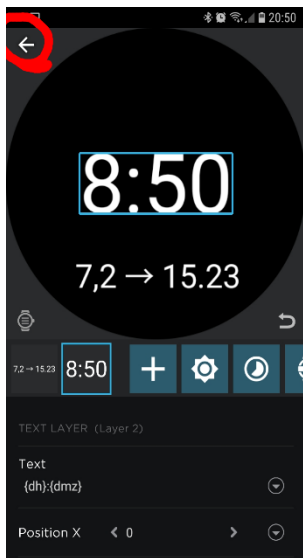 20:50
8:50
7,2 → 15.23
7,2 → 15.23
8:50
TEXT LAYER (Layer 2)
Text
{dh}:{dmz}
Position X < 0 >